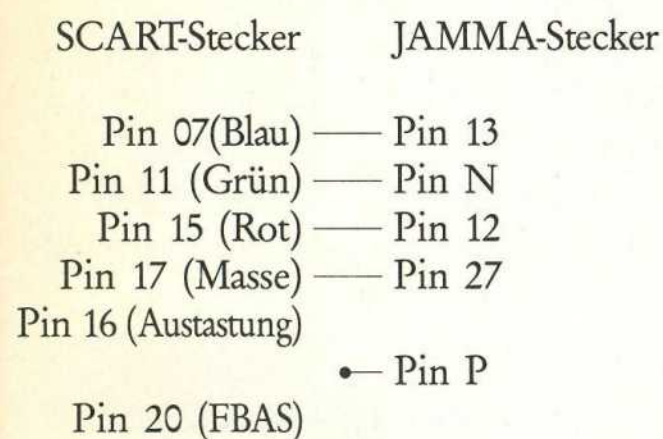 SCART-Stecker JAMMA-Stecker
Pin 07(Blau) — Pin 13
Pin 11 (Grün) — Pin N
Pin 15 (Rot) — Pin 12
Pin 17 (Masse) — Pin 27
Pin 16 (Austastung)
•— Pin P
Pin 20 (FBAS)